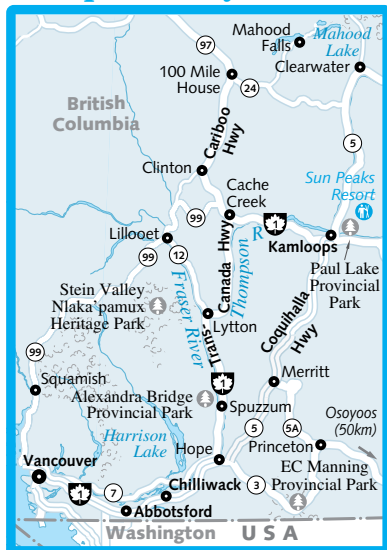 97
Mahood
Falls
Mahood
Lake
Clearwater
100 Mile
House
24
British
Columbia
Cariboo
Hwy
5
Clinton
Sun Peaks
Resort
Cache
Creek
99
1
Lillooet
Kamloops
99
12
Trans-
Canada Hwy
Thompson
R
Paul Lake
Provincial
Park
Stein Valley
Nlaka'pamux
Heritage Park
Fraser River
Coquihalla
Hwy
Lytton
99
Merritt
1
Squamish
Alexandra Bridge
Provincial Park
Spuzzum
Osoyoos
(50km)
5
5A
Princeton
Harrison
Lake
Hope
Vancouver
EC Manning
Provincial Park
1
7
Chilliwack
3
Abbotsford
Washington
U S A